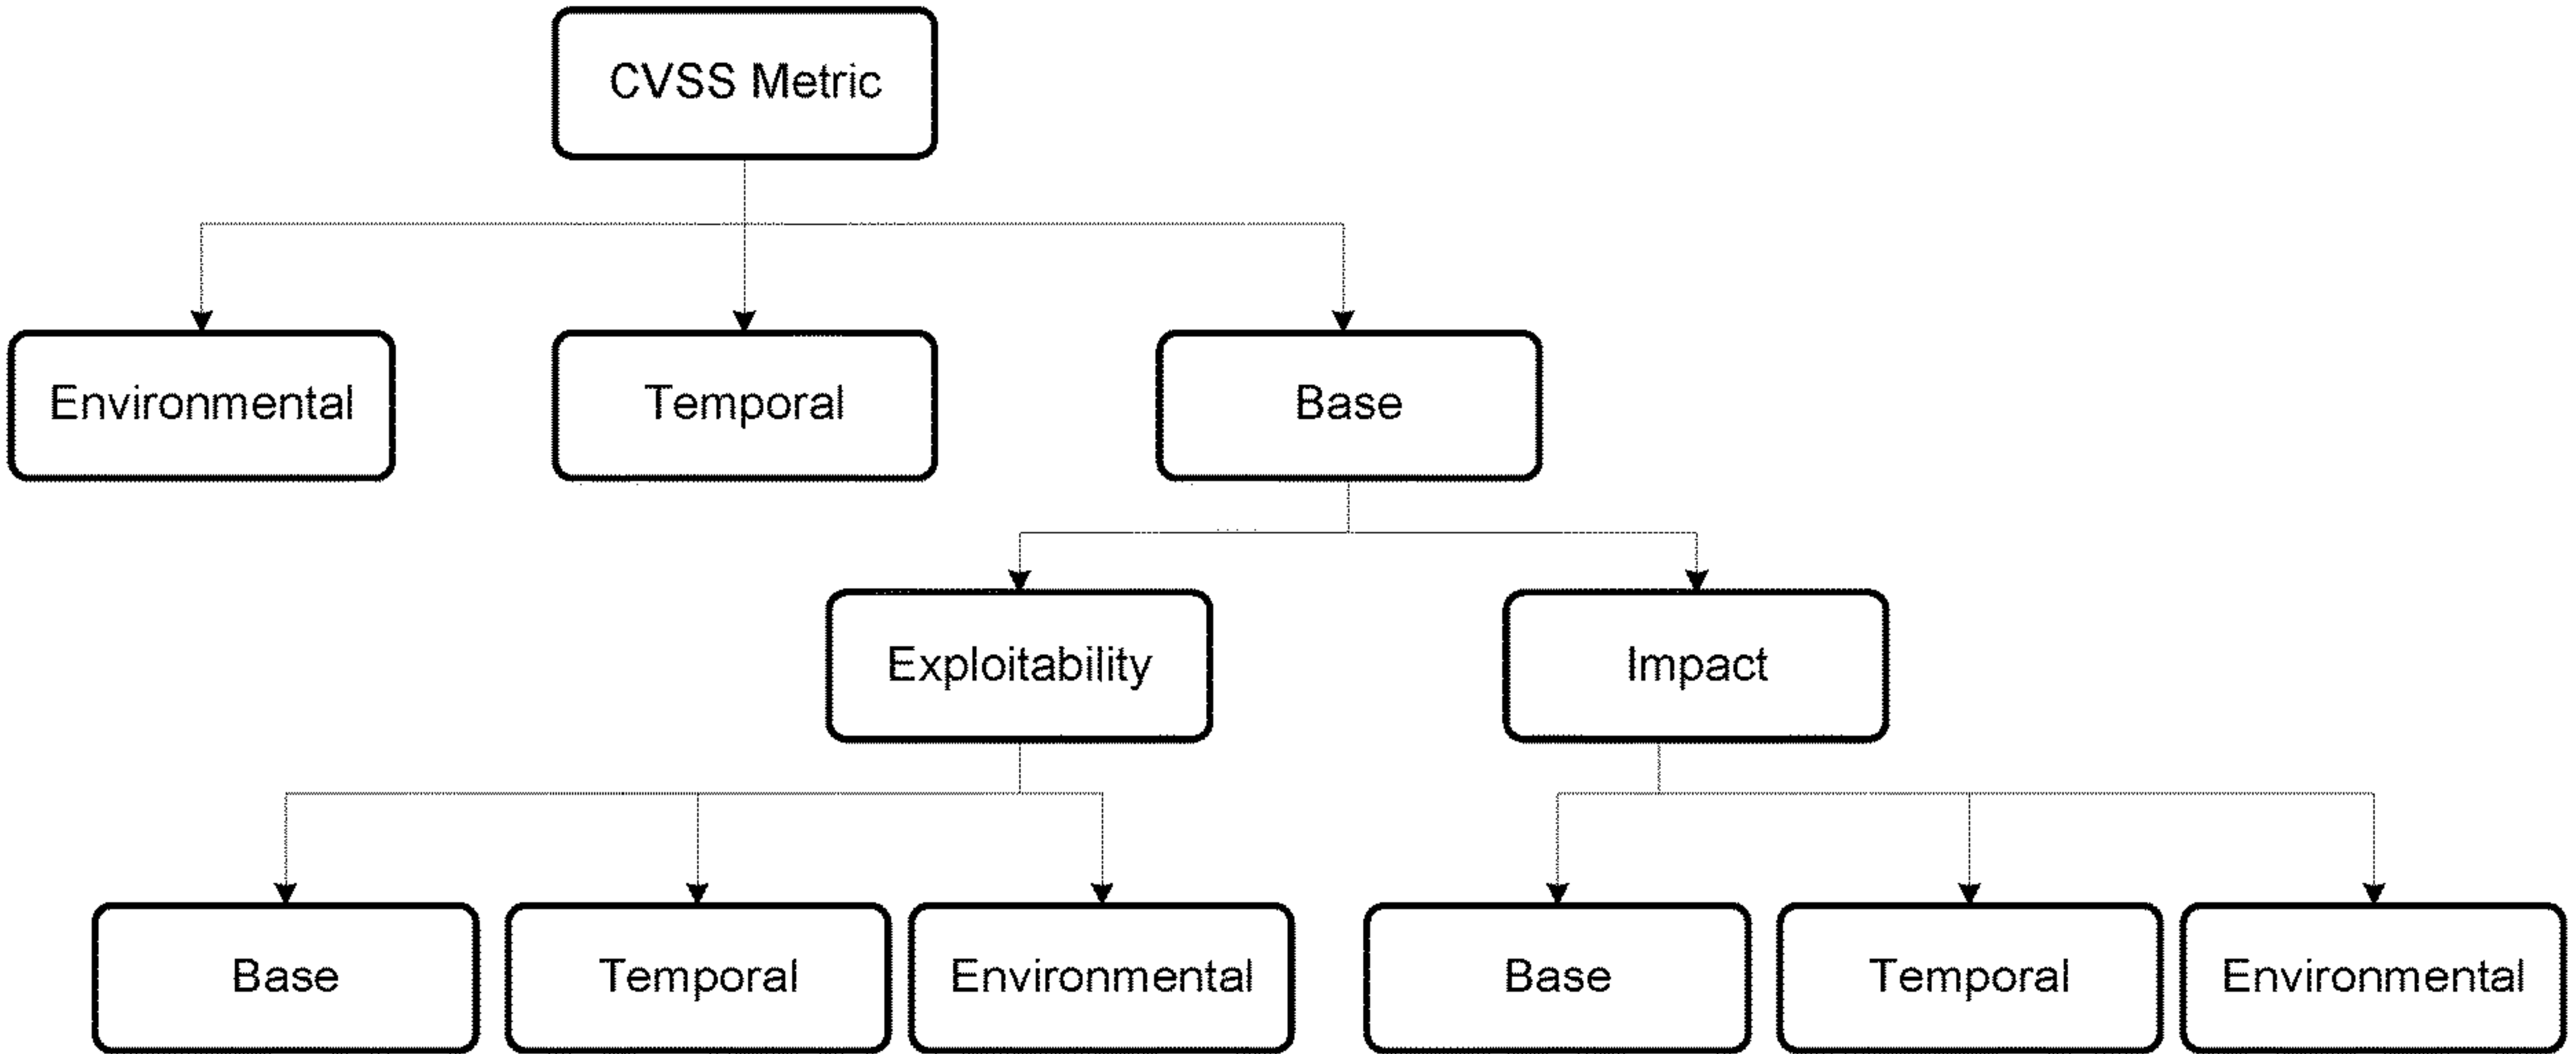 CVSS Metric
Environmental
Temporal
Base
Exploitability
Impact
Base
Temporal
Environmental
Base
Temporal
Environmental